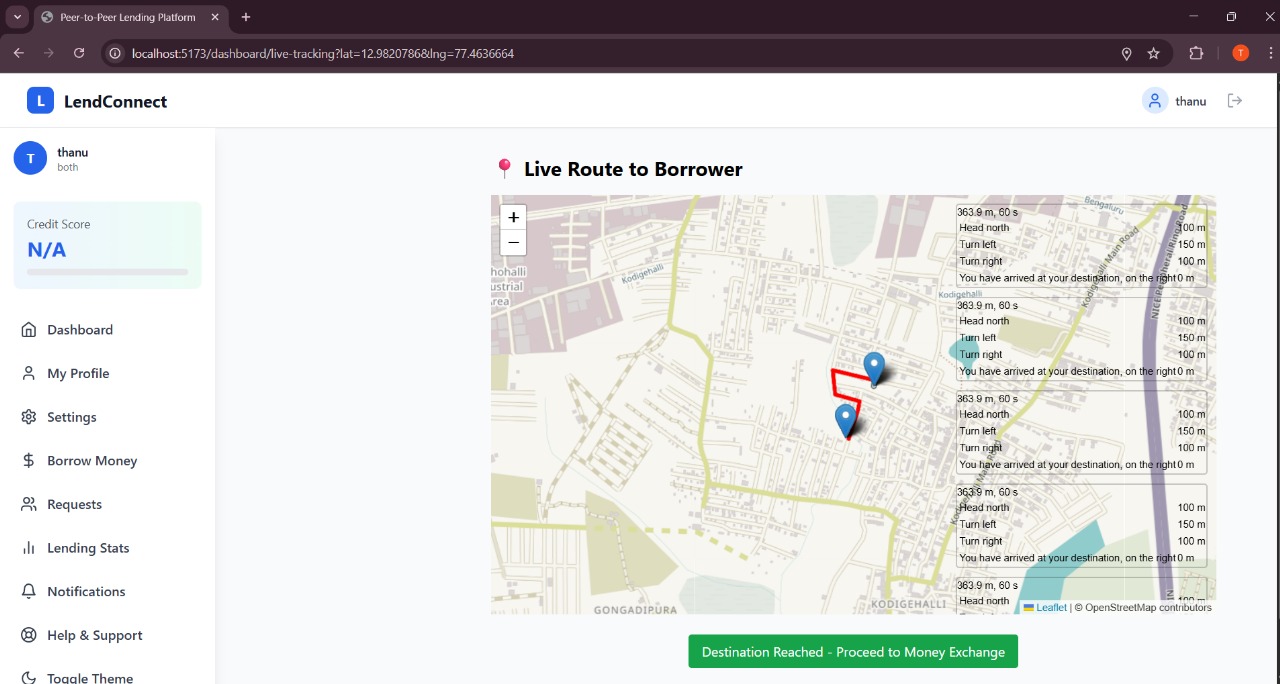 Peer-to-Peer Lending Platform
localhost:5173/dashboard/live-tracking?lat=12.9820786&lng=77.4636664
T
L LendConnect
thanu
T
thanu
both
Credit Score
N/A
Dashboard
My Profile
Settings
Borrow Money
Requests
Lending Stats
Notifications
Help & Support
Toggle Theme
Live Route to Borrower
+
−
Kodigehalli
Kodigehalli
Bengaluru
Kodigehalli Main Road
NICE Peripheral Ring Road
Kodigehalli Main Road
GONGADIPURA
KODIGEHALLI
363.9 m, 60 s
Head north 100 m
Turn left 150 m
Turn right 100 m
You have arrived at your destination, on the right 0 m
363.9 m, 60 s
Head north 100 m
Turn left 150 m
Turn right 100 m
You have arrived at your destination, on the right 0 m
363.9 m, 60 s
Head north 100 m
Turn left 150 m
Turn right 100 m
You have arrived at your destination, on the right 0 m
363.9 m, 60 s
Head north 100 m
Turn left 150 m
Turn right 100 m
You have arrived at your destination, on the right 0 m
363.9 m, 60 s
Head north 100 m
Leaflet | © OpenStreetMap contributors
Destination Reached - Proceed to Money Exchange